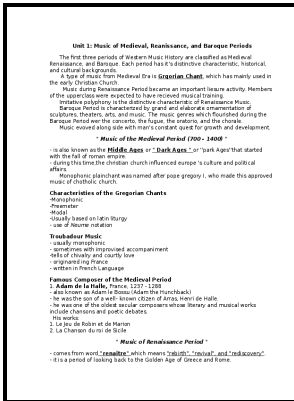 Unit 1: Music of Medieval, Reanissance, and Baroque Periods
The first three periods of Western Music History are classified as Medieval
Renaissance, and Baroque. Each period has it's distinctive characteristic, historical,
and cultural backgrounds.
A type of music from Medieval Era is Grgorian Chant, which has mainly used in
the early Christian Church.
Music during Renaissance Period became an important liesure activity. Members
of the upperclass were expected to have recieved musical training.
Imitative polyphony is the distinctive characteristic of Renaissance Music.
Baroque Period is characterized by grand and elaborate ornamentation of
sculptures, theaters, arts, and music. The music genres which flourished during the
Baroque Period wer the concerto, the fugue, the oratorio, and the chorale.
Music evoved along side with man's constant quest for growth and development.
" Music of the Medieval Period (700 - 1400) "
- is also known as the Middle Ages or " Dark Ages " or "park Ages"that started
with the fall of roman empire.
- during this time,the christian church influenced europe 's culture and political
affairs
Monophonic plainchant was named after pope gregory I, who made this approved
music of chotholic church.
Characteristics of the Gregorian Chants
-Monophonic
-Freemeter
-Modal
-Usually based on latin liturgy
- use of Neume notation
Troubadour Music
- usually monophonic
- sometimes with improvised accompaniment
-tells of chivalry and courtly love
- originared ing France
- written in French Language
Famous Composer of the Medieval Period
1. Adam de la Halle, France, 1237 -1288
- also known as Adam le Bossu (Adam the Hunchback)
- he was the son of a well- known citizen of Arras, Henri de Halle.
- he was one of the oldest secular composers whose literary and musical works
include chansons and poetic debates.
His works:
1. Le Jeu de Robin et de Marion
2. La Chanson du roi de Sicile
" Music of Renaissance Period "
- comes from word "renaitre" which means "rebirth", "revival", and "rediscovery".
- it is a period of looking back to the Golden Age of Greece and Rome.